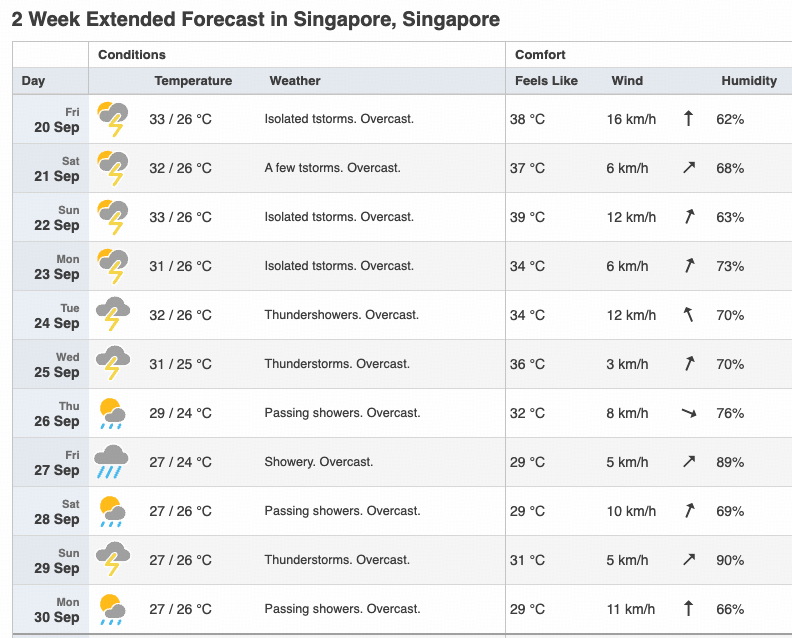 2 Week Extended Forecast in Singapore, Singapore
Conditions Comfort
Day Temperature Weather Feels Like Wind Humidity
Fri
20 Sep 33 / 26 °C Isolated tstorms. Overcast. 38 °C 16 km/h ↑ 62%
Sat
21 Sep 32 / 26 °C A few tstorms. Overcast. 37 °C 6 km/h ↑ 68%
Sun
22 Sep 33 / 26 °C Isolated tstorms. Overcast. 39 °C 12 km/h ↑ 63%
Mon
23 Sep 31 / 26 °C Isolated tstorms. Overcast. 34 °C 6 km/h ↑ 73%
Tue
24 Sep 32 / 26 °C Thundershowers. Overcast. 34 °C 12 km/h ↑ 70%
Wed
25 Sep 31 / 25 °C Thunderstorms. Overcast. 36 °C 3 km/h ↑ 70%
Thu
26 Sep 29 / 24 °C Passing showers. Overcast. 32 °C 8 km/h ↑ 76%
Fri
27 Sep 27 / 24 °C Showery. Overcast. 29 °C 5 km/h ↑ 89%
Sat
28 Sep 27 / 26 °C Passing showers. Overcast. 29 °C 10 km/h ↑ 69%
Sun
29 Sep 27 / 26 °C Thunderstorms. Overcast. 31 °C 5 km/h ↑ 90%
Mon
30 Sep 27 / 26 °C Passing showers. Overcast. 29 °C 11 km/h ↑ 66%